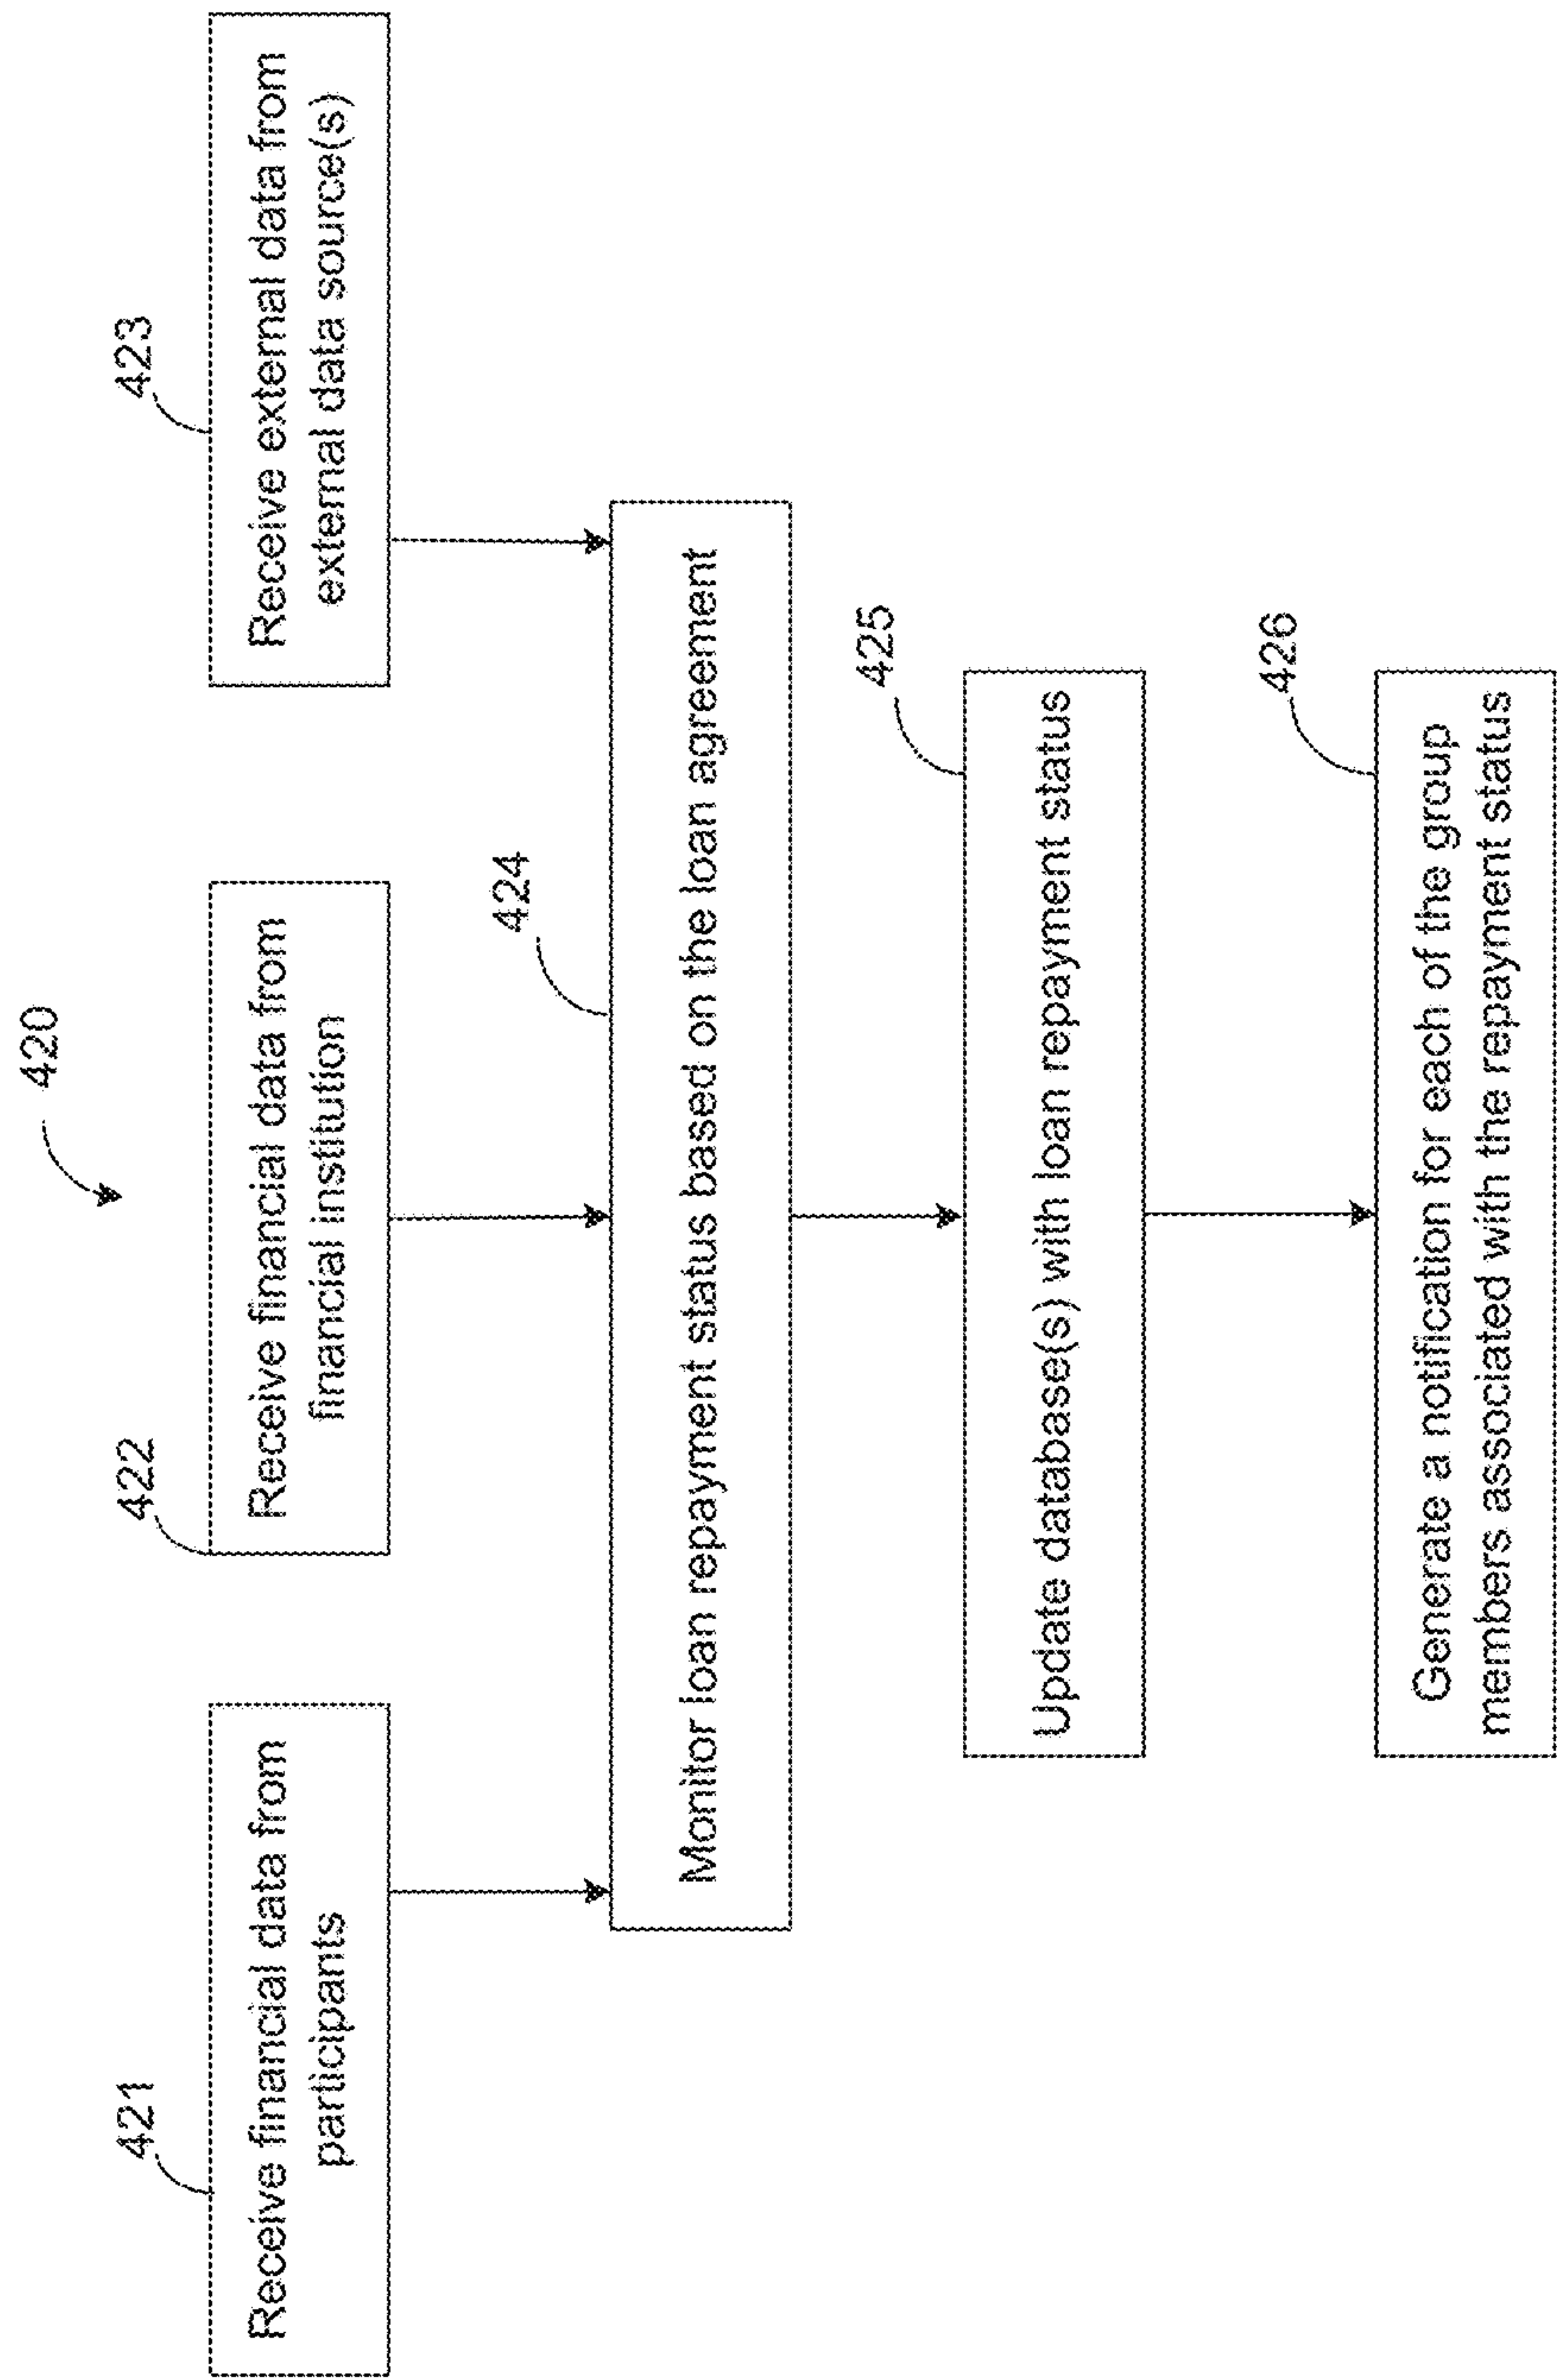 420
421
Receive financial data from
participants
422
Receive financial data from
financial institution
423
Receive external data from
external data source(s)
424
Monitor loan repayment status based on the loan agreement
425
Update database(s) with loan repayment status
426
Generate a notification for each of the group
members associated with the repayment status